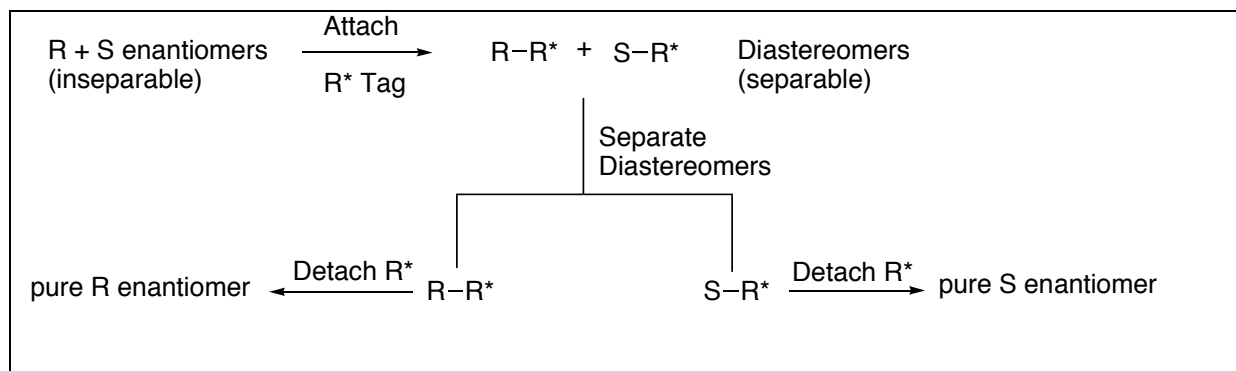 R + S enantiomers
(inseparable)
Attach
R* Tag
R–R* + S–R*
Diastereomers
(separable)
Separate
Diastereomers
pure R enantiomer
Detach R*
R–R*
S–R*
Detach R*
pure S enantiomer